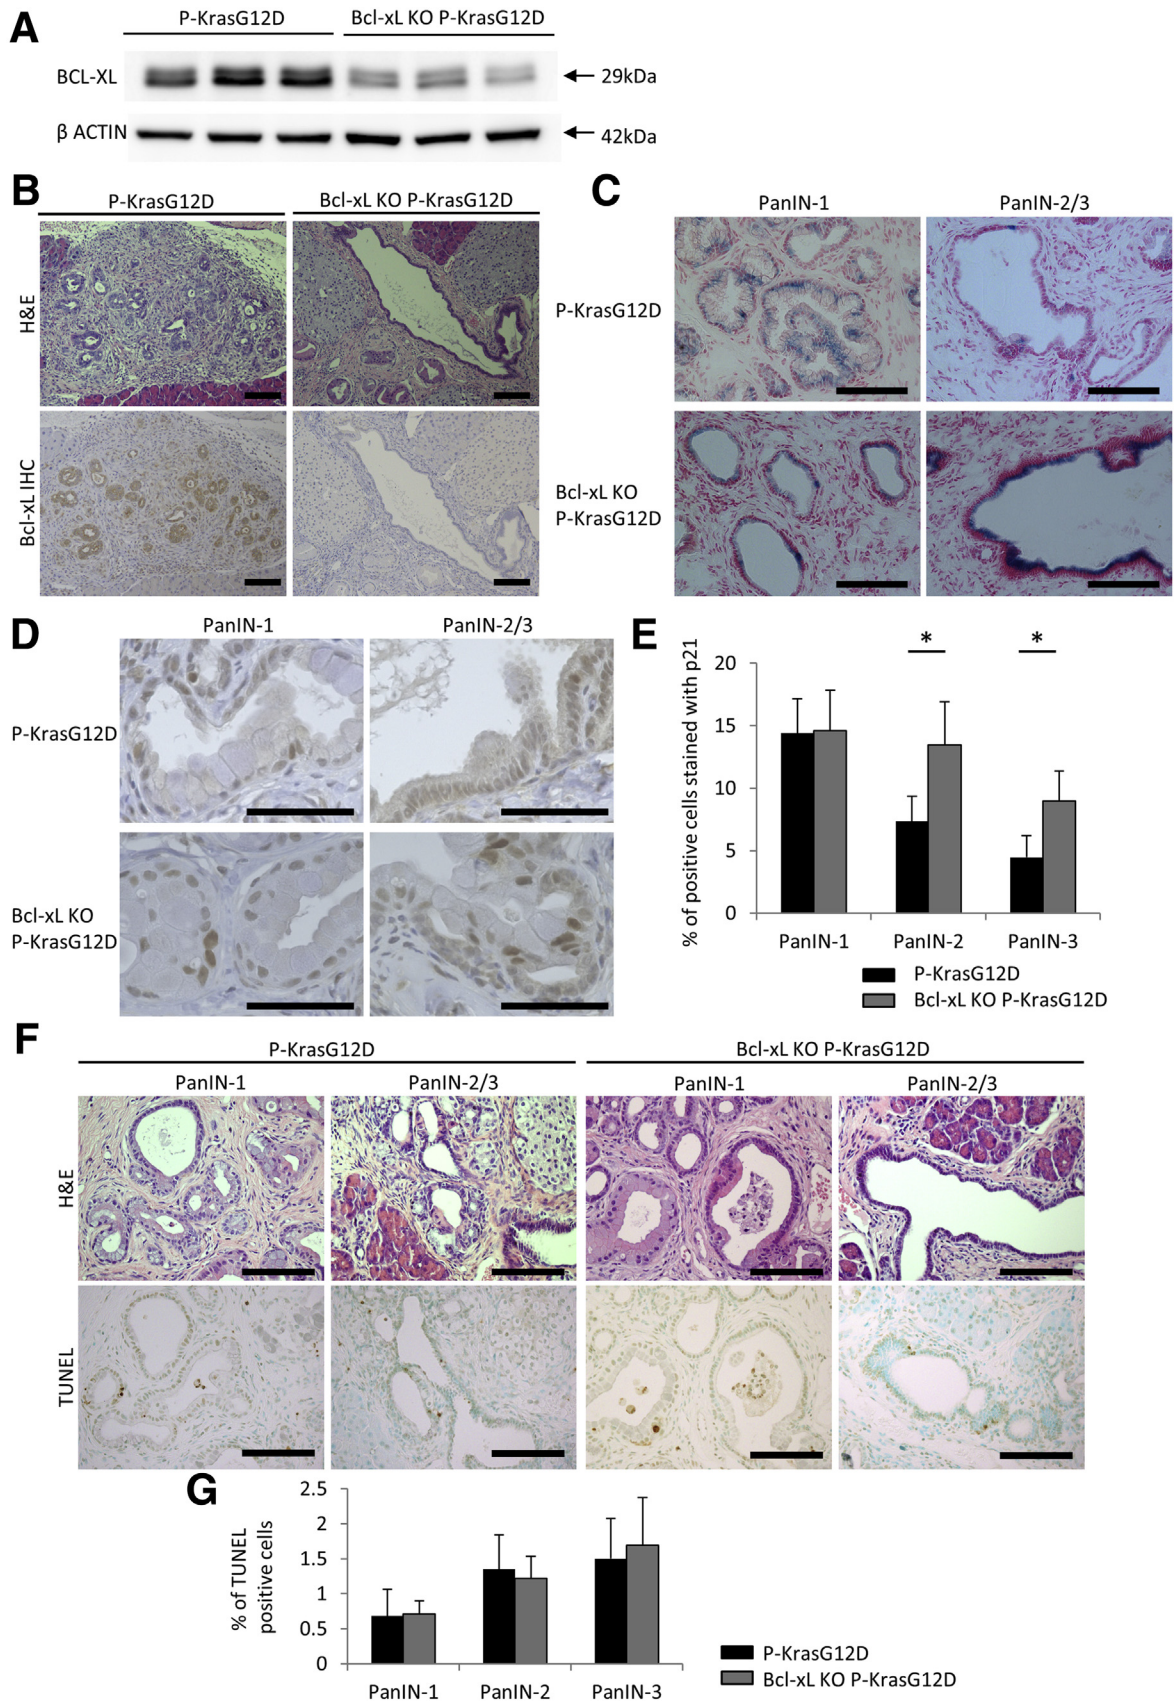 A
P-KrasG12D
Bcl-xL KO P-KrasG12D
BCL-XL
29kDa
β ACTIN
42kDa
B
P-KrasG12D
Bcl-xL KO P-KrasG12D
H&E
Bcl-xL IHC
C
PanIN-1
PanIN-2/3
P-KrasG12D
Bcl-xL KO
P-KrasG12D
D
PanIN-1
PanIN-2/3
P-KrasG12D
Bcl-xL KO
P-KrasG12D
E
% of positive cells stained with p21
20
15
10
5
0
*
*
PanIN-1
PanIN-2
PanIN-3
P-KrasG12D
Bcl-xL KO P-KrasG12D
F
P-KrasG12D
Bcl-xL KO P-KrasG12D
PanIN-1
PanIN-2/3
PanIN-1
PanIN-2/3
H&E
TUNEL
G
% of TUNEL
positive cells
2.5
2
1.5
1
0.5
0
PanIN-1
PanIN-2
PanIN-3
P-KrasG12D
Bcl-xL KO P-KrasG12D